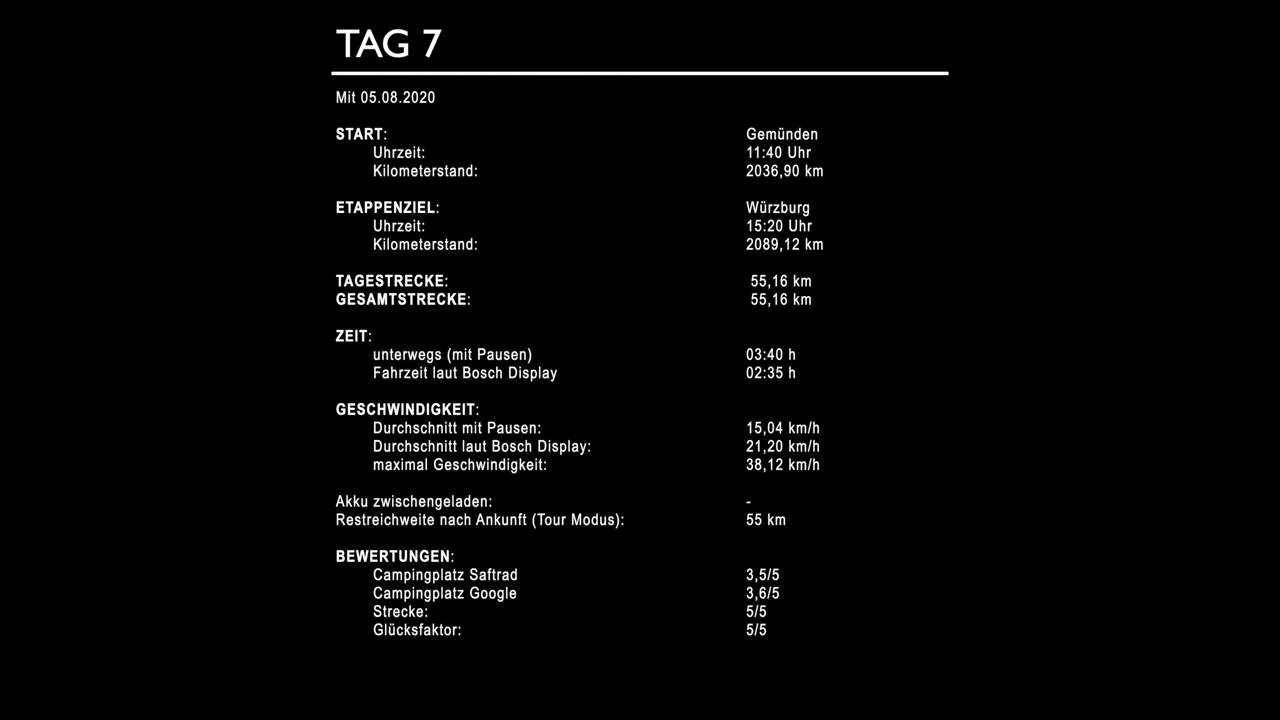 TAG 7
Mit 05.08.2020
START: Gemünden
Uhrzeit: 11:40 Uhr
Kilometerstand: 2036,90 km
ETAPPENZIEL: Würzburg
Uhrzeit: 15:20 Uhr
Kilometerstand: 2089,12 km
TAGESTRECKE: 55,16 km
GESAMTSTRECKE: 55,16 km
ZEIT:
unterwegs (mit Pausen) 03:40 h
Fahrzeit laut Bosch Display 02:35 h
GESCHWINDIGKEIT:
Durchschnitt mit Pausen: 15,04 km/h
Durchschnitt laut Bosch Display: 21,20 km/h
maximal Geschwindigkeit: 38,12 km/h
Akku zwischengeladen: -
Restreichweite nach Ankunft (Tour Modus): 55 km
BEWERTUNGEN:
Campingplatz Saftrad 3,5/5
Campingplatz Google 3,6/5
Strecke: 5/5
Glücksfaktor: 5/5